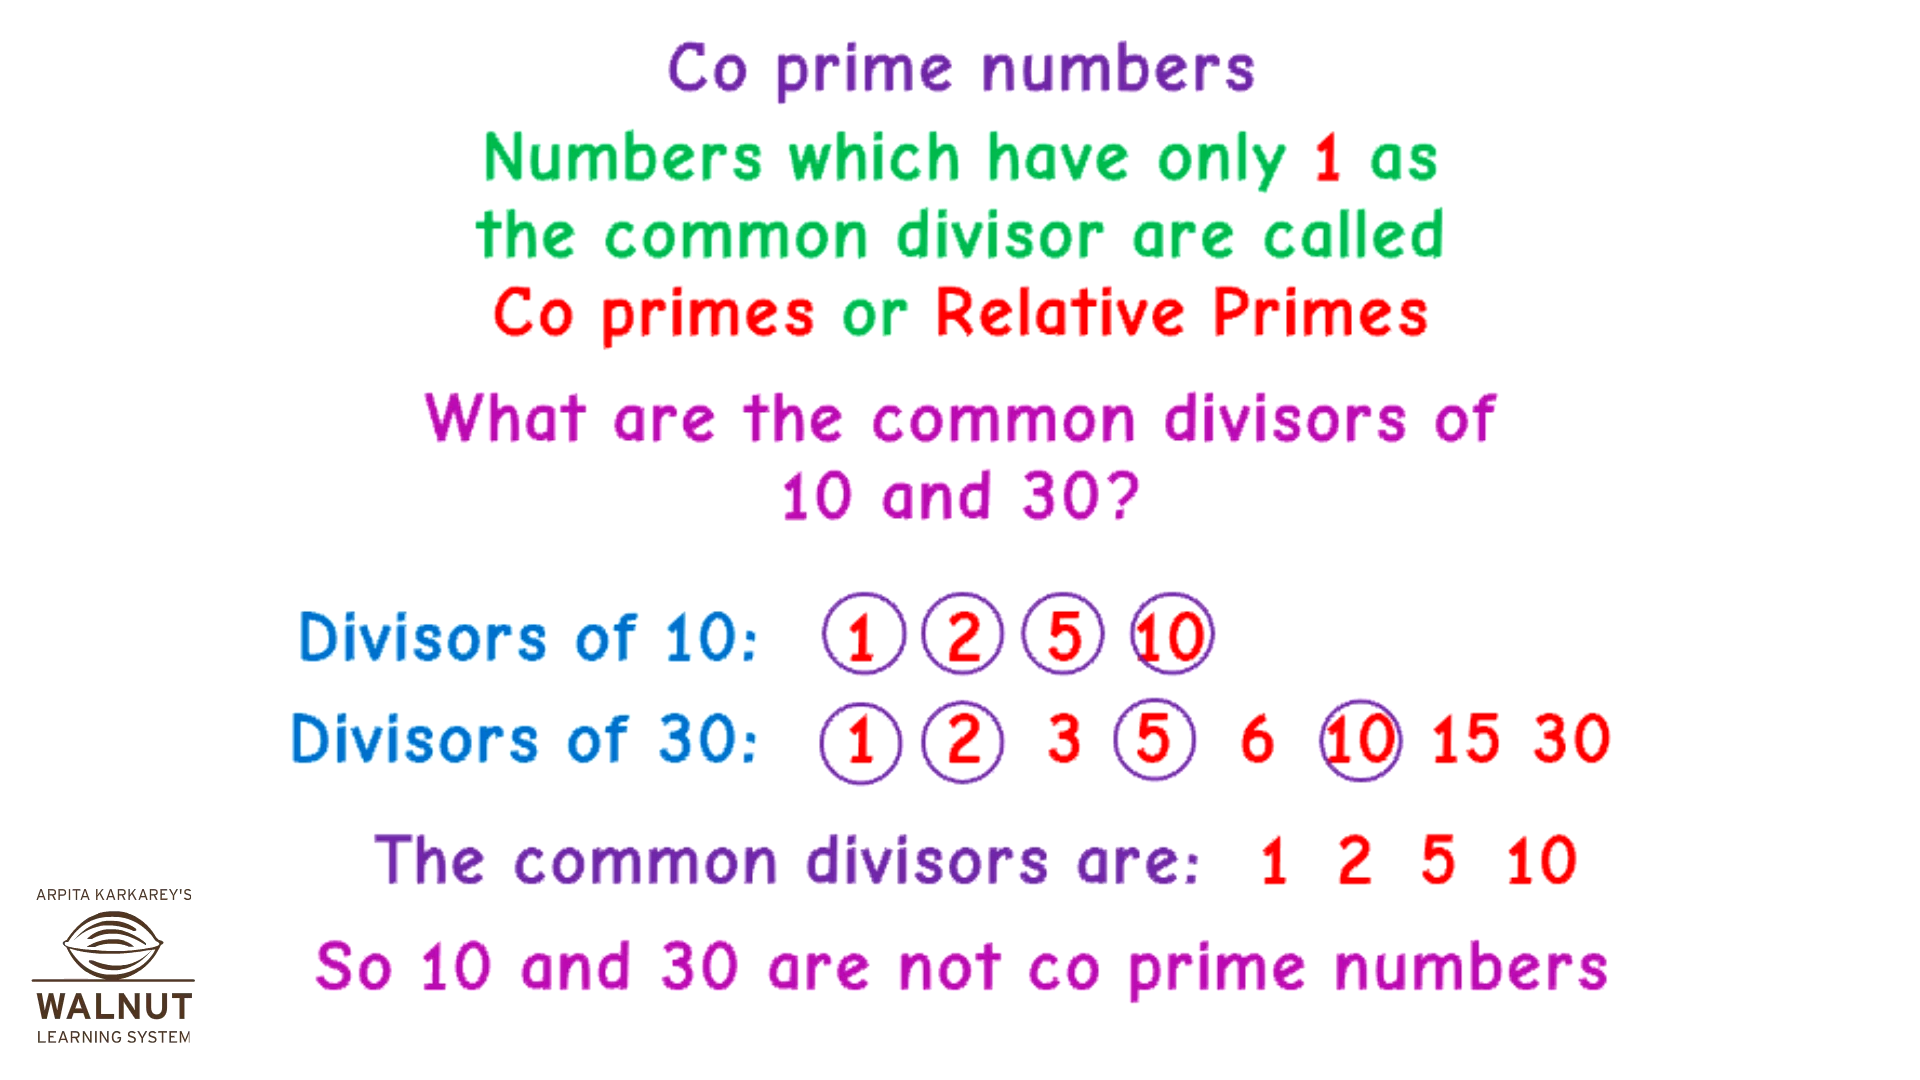 Co prime numbers
Numbers which have only 1 as
the common divisor are called
Co primes or Relative Primes
What are the common divisors of
10 and 30?
Divisors of 10: 1 2 5 10
Divisors of 30: 1 2 3 5 6 10 15 30
The common divisors are: 1 2 5 10
So 10 and 30 are not co prime numbers
ARPITA KARKAREY'S
WALNUT
LEARNING SYSTEM